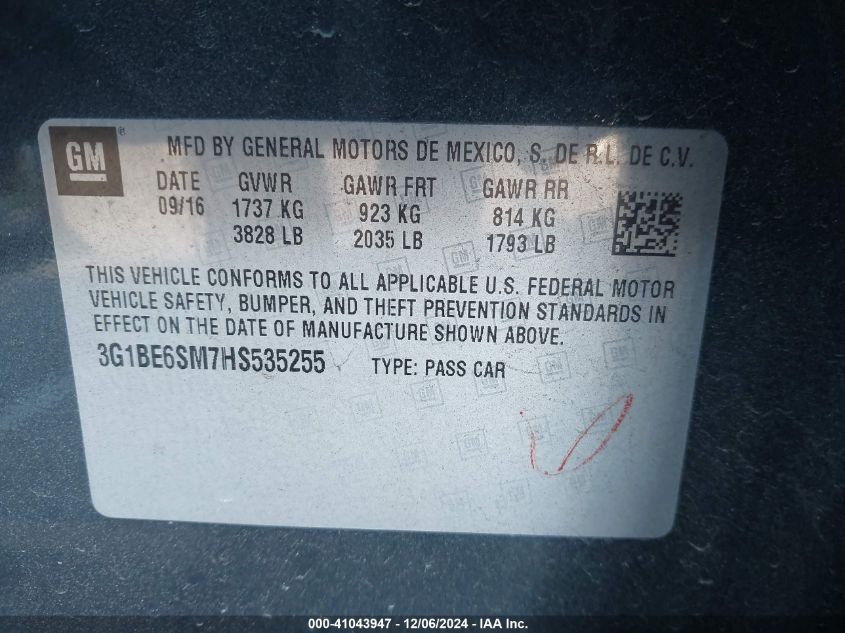 GM
MFD BY GENERAL MOTORS DE MEXICO, S. DE R.L. DE C.V.
DATE GVWR GAWR FRT GAWR RR
09/16 1737 KG 923 KG 814 KG
3828 LB 2035 LB 1793 LB
THIS VEHICLE CONFORMS TO ALL APPLICABLE U.S. FEDERAL MOTOR
VEHICLE SAFETY, BUMPER, AND THEFT PREVENTION STANDARDS IN
EFFECT ON THE DATE OF MANUFACTURE SHOWN ABOVE.
3G1BE6SM7HS535255 TYPE: PASS CAR
000-41043947 - 12/06/2024 - IAA Inc.